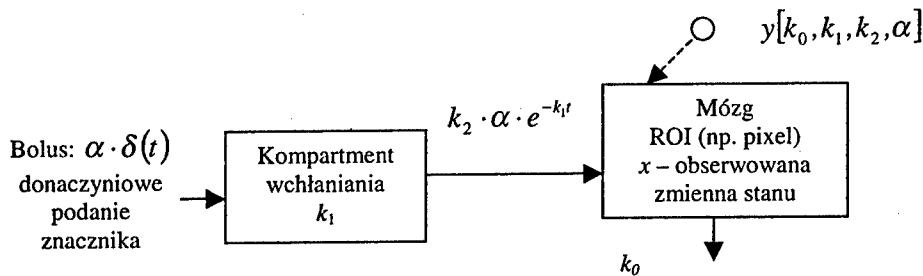 y[k₀,k₁,k₂,α]
Bolus: α·δ(t)
donaczyniowe
podanie
znacznika
Kompartment
wchłaniania
k₁
k₂·α·e^{-k₁t}
Mózg
ROI (np. pixel)
x – obserwowana
zmienna stanu
k₀